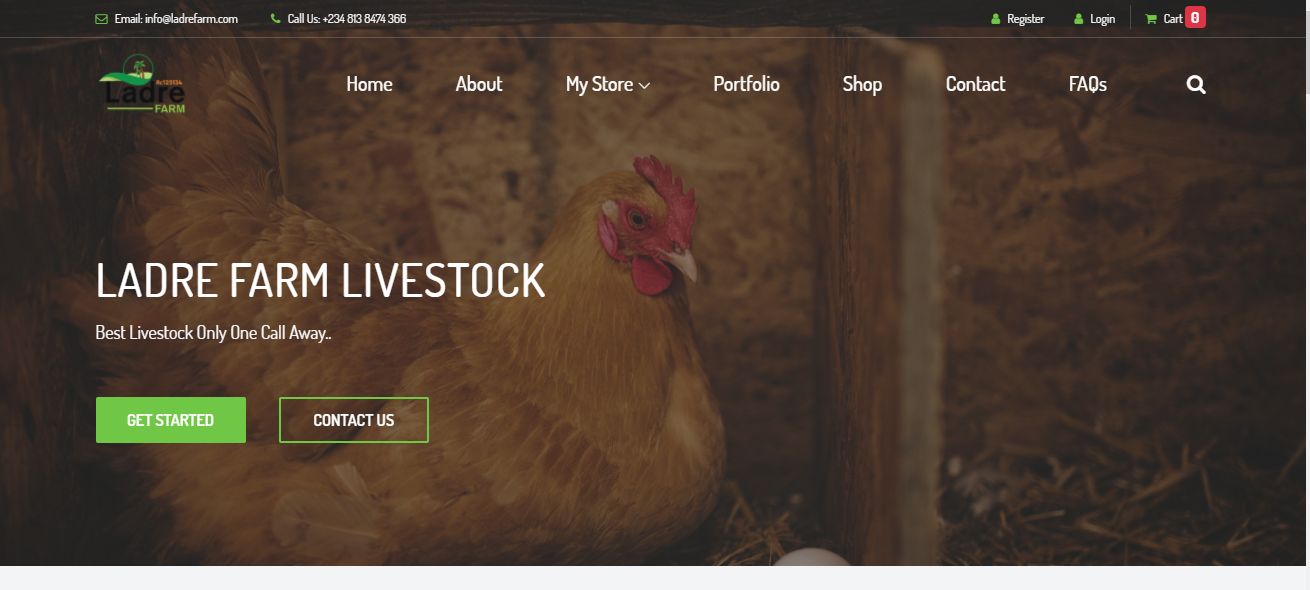 Email: info@ladrefarm.com Call Us: +234 813 8474 366 Register Login Cart 0
Rc120134
Ladre
FARM
Home About My Store Portfolio Shop Contact FAQs
LADRE FARM LIVESTOCK
Best Livestock Only One Call Away..
GET STARTED CONTACT US